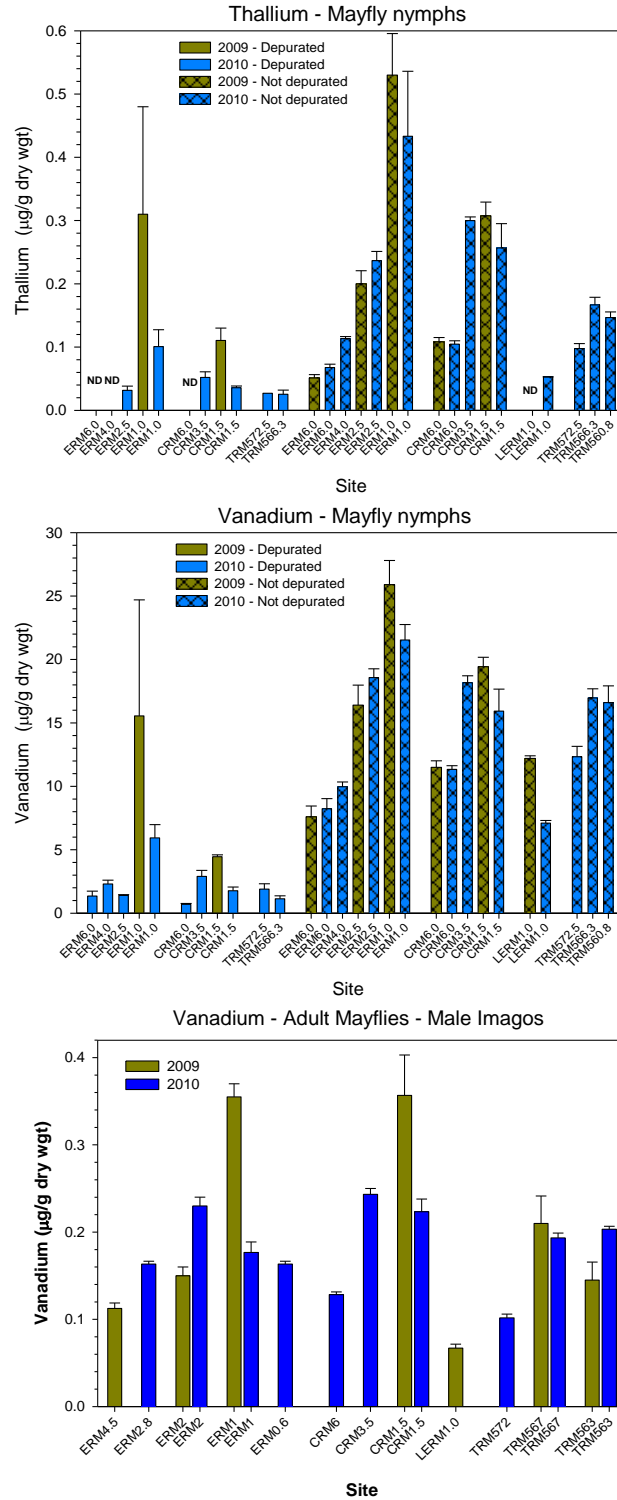 Thallium - Mayfly nymphs
0.6
0.5
0.4
0.3
0.2
0.1
0.0
Thallium (µg/g dry wgt)
2009 - Depurated
2010 - Depurated
2009 - Not depurated
2010 - Not depurated
ND ND
ND
ND
ERM6.0
ERM4.0
ERM2.5
ERM1.0
ERM1.0
CRM6.0
CRM3.5
CRM1.5
CRM1.5
TRM572.5
TRM566.3
ERM6.0
ERM6.0
ERM4.0
ERM2.5
ERM2.5
ERM1.0
ERM1.0
CRM6.0
CRM6.0
CRM3.5
CRM1.5
CRM1.5
LERM1.0
LERM1.0
TRM572.5
TRM566.3
TRM560.8
Site
Vanadium - Mayfly nymphs
30
25
20
15
10
5
0
Vanadium (µg/g dry wgt)
2009 - Depurated
2010 - Depurated
2009 - Not depurated
2010 - Not depurated
ERM6.0
ERM4.0
ERM2.5
ERM1.0
ERM1.0
CRM6.0
CRM3.5
CRM1.5
CRM1.5
TRM572.5
TRM566.3
ERM6.0
ERM6.0
ERM4.0
ERM2.5
ERM2.5
ERM1.0
ERM1.0
CRM6.0
CRM6.0
CRM3.5
CRM1.5
CRM1.5
LERM1.0
LERM1.0
TRM572.5
TRM566.3
TRM560.8
Site
Vanadium - Adult Mayflies - Male Imagos
0.4
0.3
0.2
0.1
0.0
Vanadium (µg/g dry wgt)
2009
2010
ERM4.5
ERM2.8
ERM2
ERM2
ERM1
ERM1
ERM0.6
CRM6
CRM3.5
CRM1.5
CRM1.5
LERM1.0
TRM572
TRM567
TRM567
TRM563
TRM563
Site